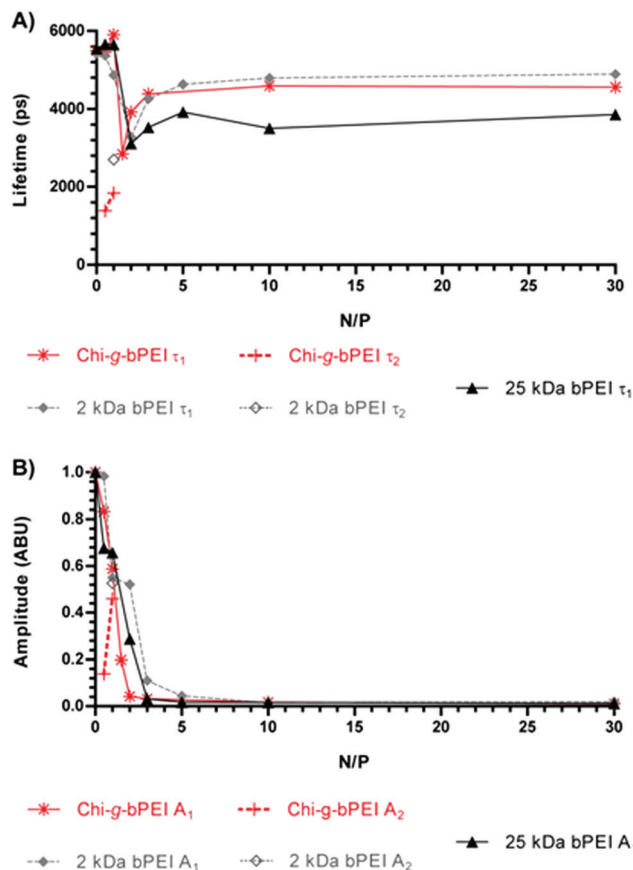 A)
6000
4000
2000
0
Lifetime (ps)
0 5 10 15 20 25 30
N/P
Chi-g-bPEI τ₁ Chi-g-bPEI τ₂
25 kDa bPEI τ₁
2 kDa bPEI τ₁ 2 kDa bPEI τ₂
B)
1.0
0.8
0.6
0.4
0.2
0.0
Amplitude (ABU)
0 5 10 15 20 25 30
N/P
Chi-g-bPEI A₁ Chi-g-bPEI A₂
25 kDa bPEI A
2 kDa bPEI A₁ 2 kDa bPEI A₂